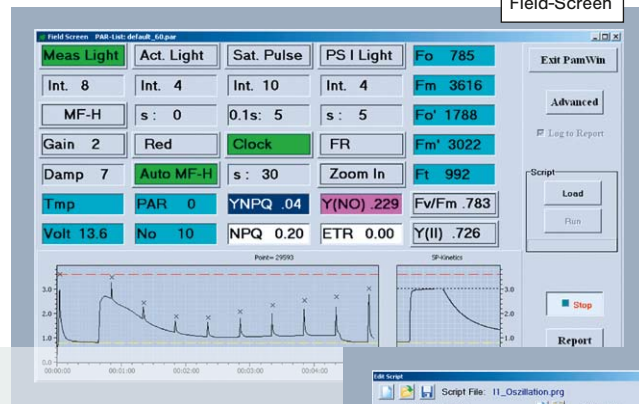 Field-Screen
Field Screen PAR-List: default_60.par
Meas Light Act. Light Sat. Pulse PS I Light Fo 785
Int. 8 Int. 4 Int. 10 Int. 4 Fm 3616
MF-H s : 0 0.1s: 5 s : 5 Fo' 1788
Gain 2 Red Clock FR Fm' 3022
Damp 7 Auto MF-H s : 30 Zoom In Ft 992
Tmp PAR 0 YNPQ .04 Y(NO) .229 Fv/Fm .783
Volt 13.6 No 10 NPQ 0.20 ETR 0.00 Y(II) .726
Exit PamWin
Advanced
Log to Report
Script
Load
Run
Stop
Report
Point= 29593 SP-Kinetics
3.0 3.0
2.0 2.0
1.0 1.0
0.0
00:00:00 00:01:00 00:02:00 00:03:00 00:04:00
Edit Script
Script File: I1_Oszillation.prg